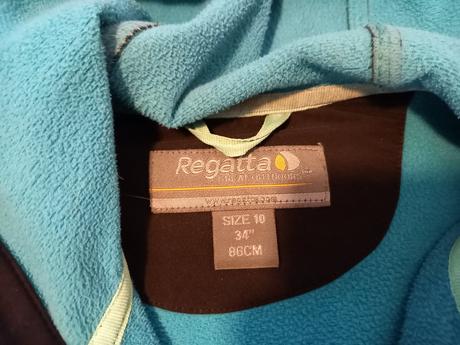 Regatta
GREAT OUTDOORS
SIZE 10
34"
86CM